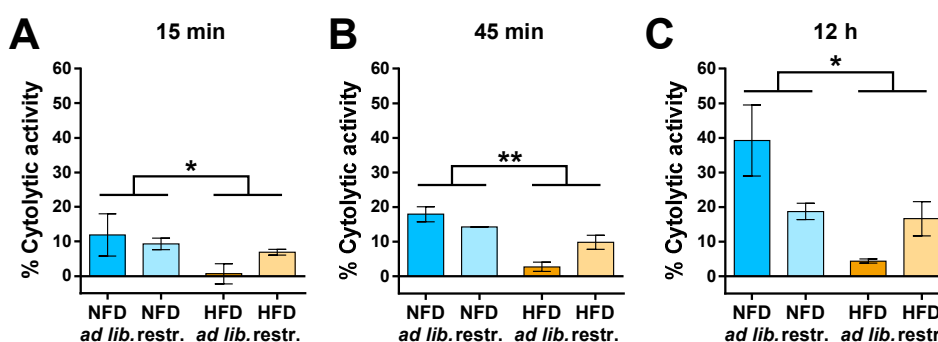 A 15 min
% Cytolytic activity
60
50
40
30
20
10
0
*
NFD NFD HFD HFD
ad lib. restr. ad lib. restr.
B 45 min
% Cytolytic activity
60
50
40
30
20
10
0
**
NFD NFD HFD HFD
ad lib. restr. ad lib. restr.
C 12 h
% Cytolytic activity
60
50
40
30
20
10
0
*
NFD NFD HFD HFD
ad lib. restr. ad lib. restr.